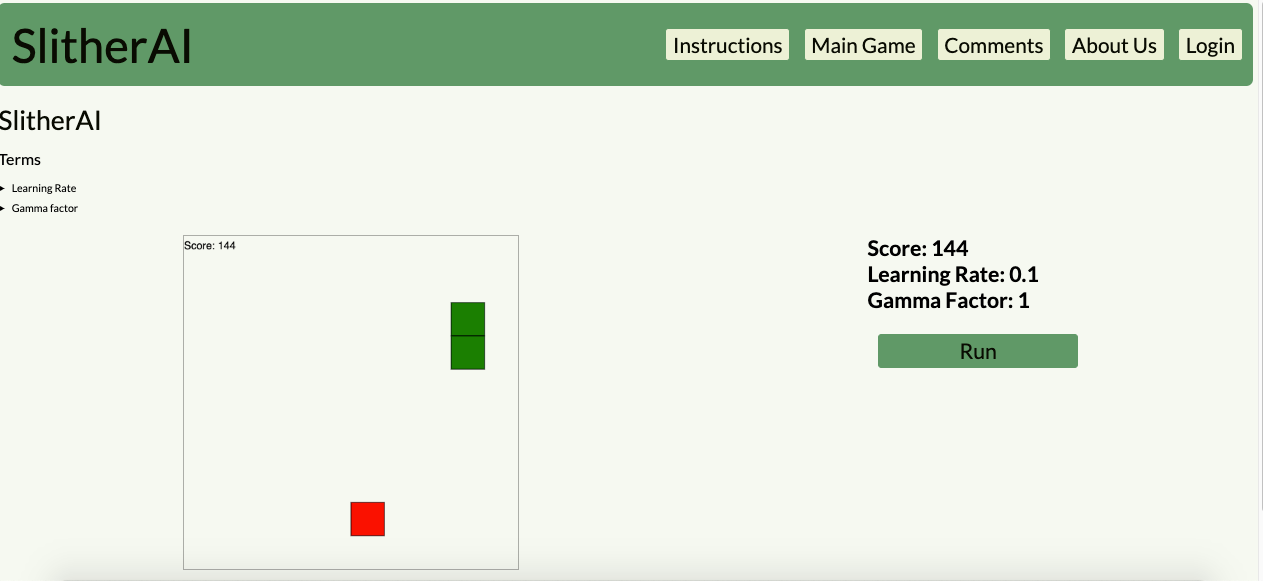 SlitherAI
Instructions Main Game Comments About Us Login
SlitherAI
Terms
Learning Rate
Gamma factor
Score: 144
Score: 144
Learning Rate: 0.1
Gamma Factor: 1
Run